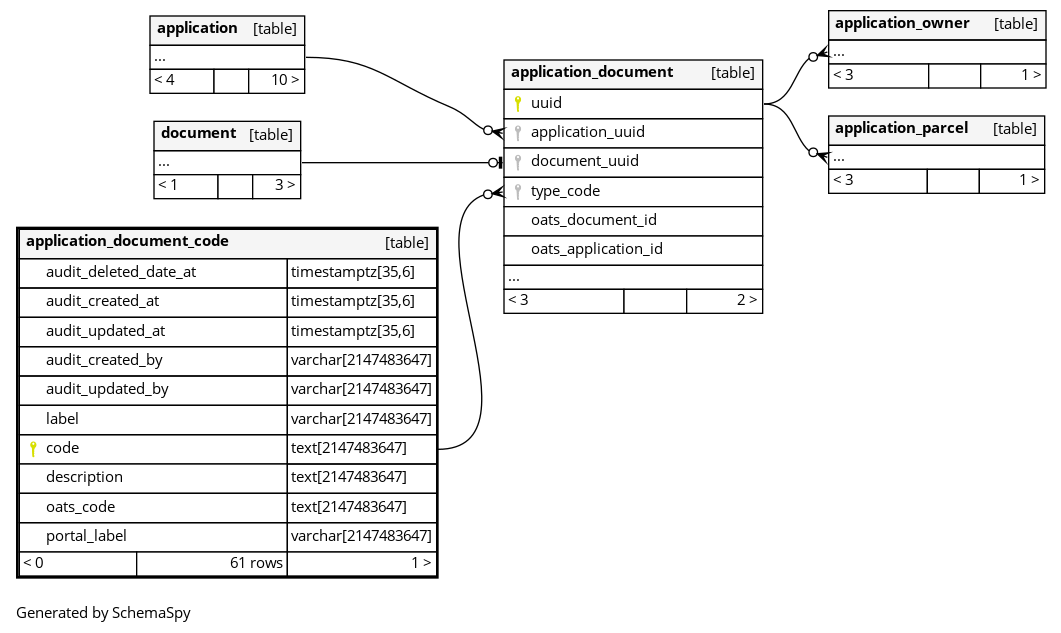 application [table]
...
< 4 10 >
document [table]
...
< 1 3 >
application_document_code [table]
audit_deleted_date_at timestamptz[35,6]
audit_created_at timestamptz[35,6]
audit_updated_at timestamptz[35,6]
audit_created_by varchar[2147483647]
audit_updated_by varchar[2147483647]
label varchar[2147483647]
code text[2147483647]
description text[2147483647]
oats_code text[2147483647]
portal_label varchar[2147483647]
< 0 61 rows 1 >
application_document [table]
uuid
application_uuid
document_uuid
type_code
oats_document_id
oats_application_id
...
< 3 2 >
application_owner [table]
...
< 3 1 >
application_parcel [table]
...
< 3 1 >
Generated by SchemaSpy